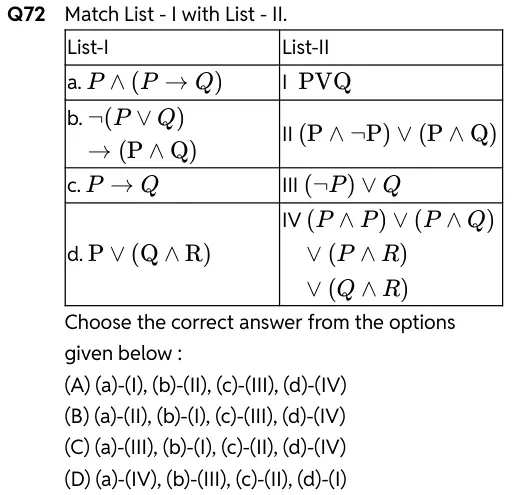 Q72 Match List - I with List - II.
List-I List-II
a. P ∧ (P → Q) I PVQ
b. ¬(P ∨ Q)
→ (P ∧ Q) II (P ∧ ¬P) ∨ (P ∧ Q)
c. P → Q III (¬P) ∨ Q
d. P ∨ (Q ∧ R) IV (P ∧ P) ∨ (P ∧ Q)
∨ (P ∧ R)
∨ (Q ∧ R)
Choose the correct answer from the options
given below :
(A) (a)-(I), (b)-(II), (c)-(III), (d)-(IV)
(B) (a)-(II), (b)-(I), (c)-(III), (d)-(IV)
(C) (a)-(III), (b)-(I), (c)-(II), (d)-(IV)
(D) (a)-(IV), (b)-(III), (c)-(II), (d)-(I)